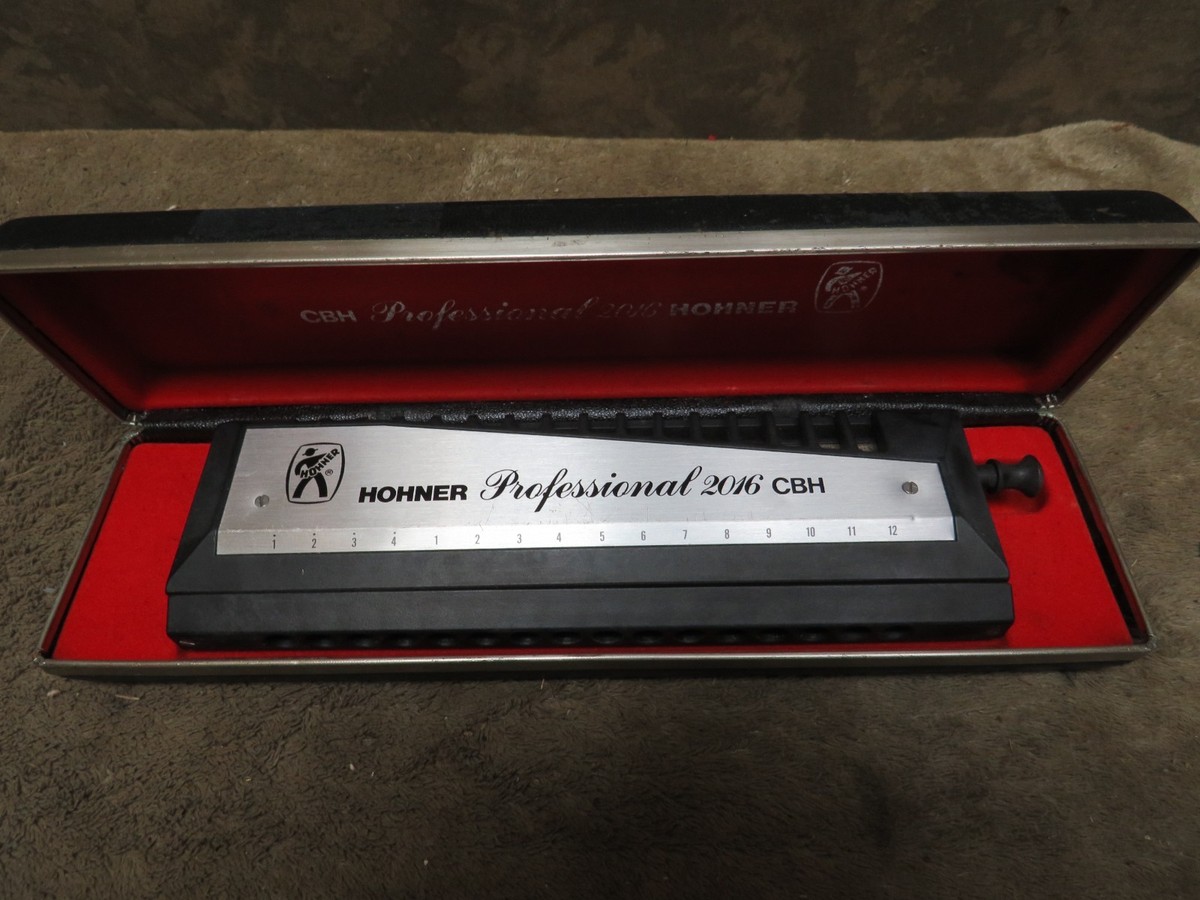 CBH Professional 2016 HOHNER HOHNER ®
HOHNER ®
HOHNER Professional 2016 CBH
1 2 3 4 1 2 3 4 5 6 7 8 9 10 11 12